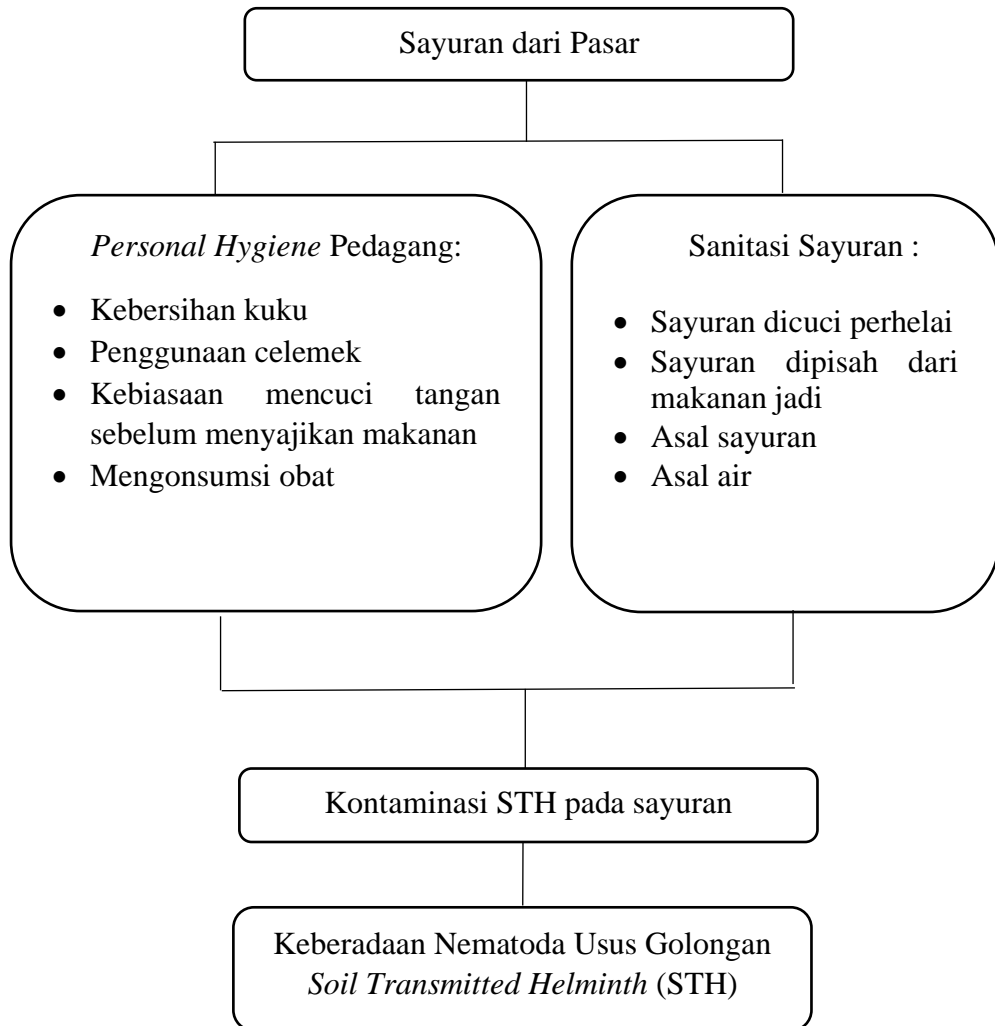 Sayuran dari Pasar
Personal Hygiene Pedagang:
• Kebersihan kuku
• Penggunaan celemek
• Kebiasaan mencuci tangan
sebelum menyajikan makanan
• Mengonsumsi obat
Sanitasi Sayuran :
• Sayuran dicuci perhelai
• Sayuran dipisah dari
makanan jadi
• Asal sayuran
• Asal air
Kontaminasi STH pada sayuran
Keberadaan Nematoda Usus Golongan
Soil Transmitted Helminth (STH)